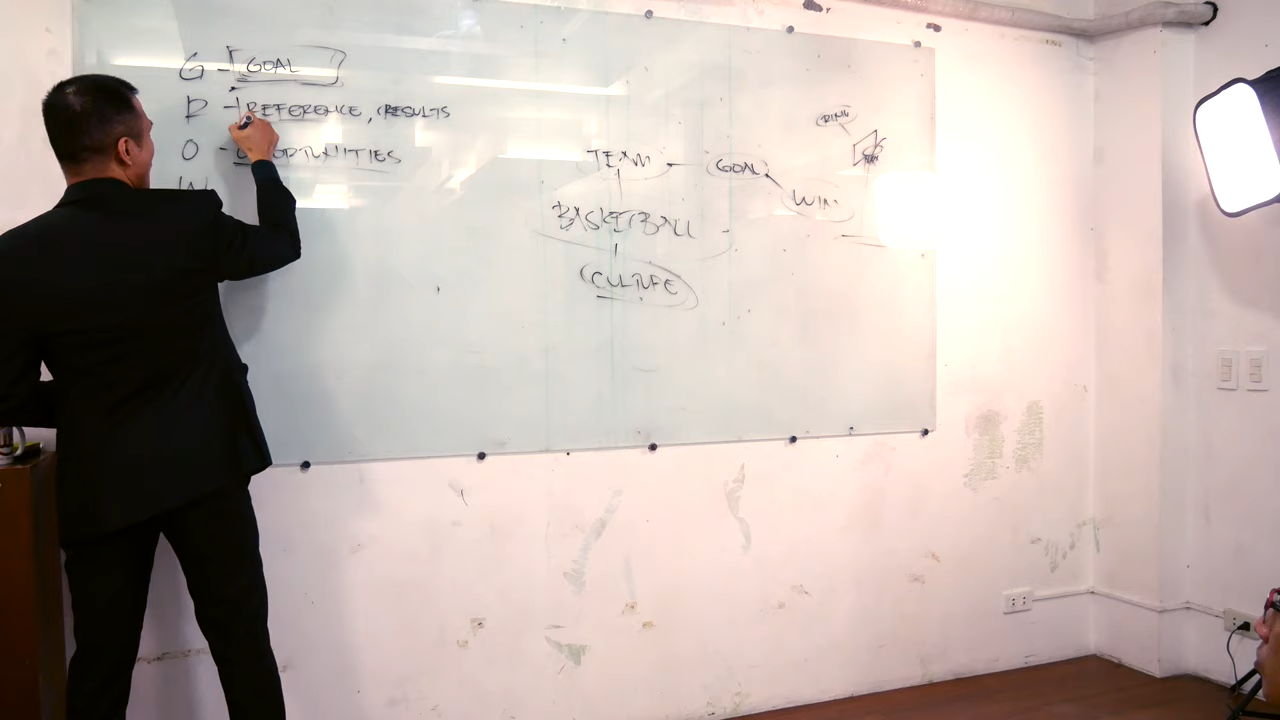 G - GOAL
R - REFERENCE, RESULTS
O - OPPORTUNITIES
W
TEAM - GOAL
WIN
BASKETBALL
CULTURE
RING